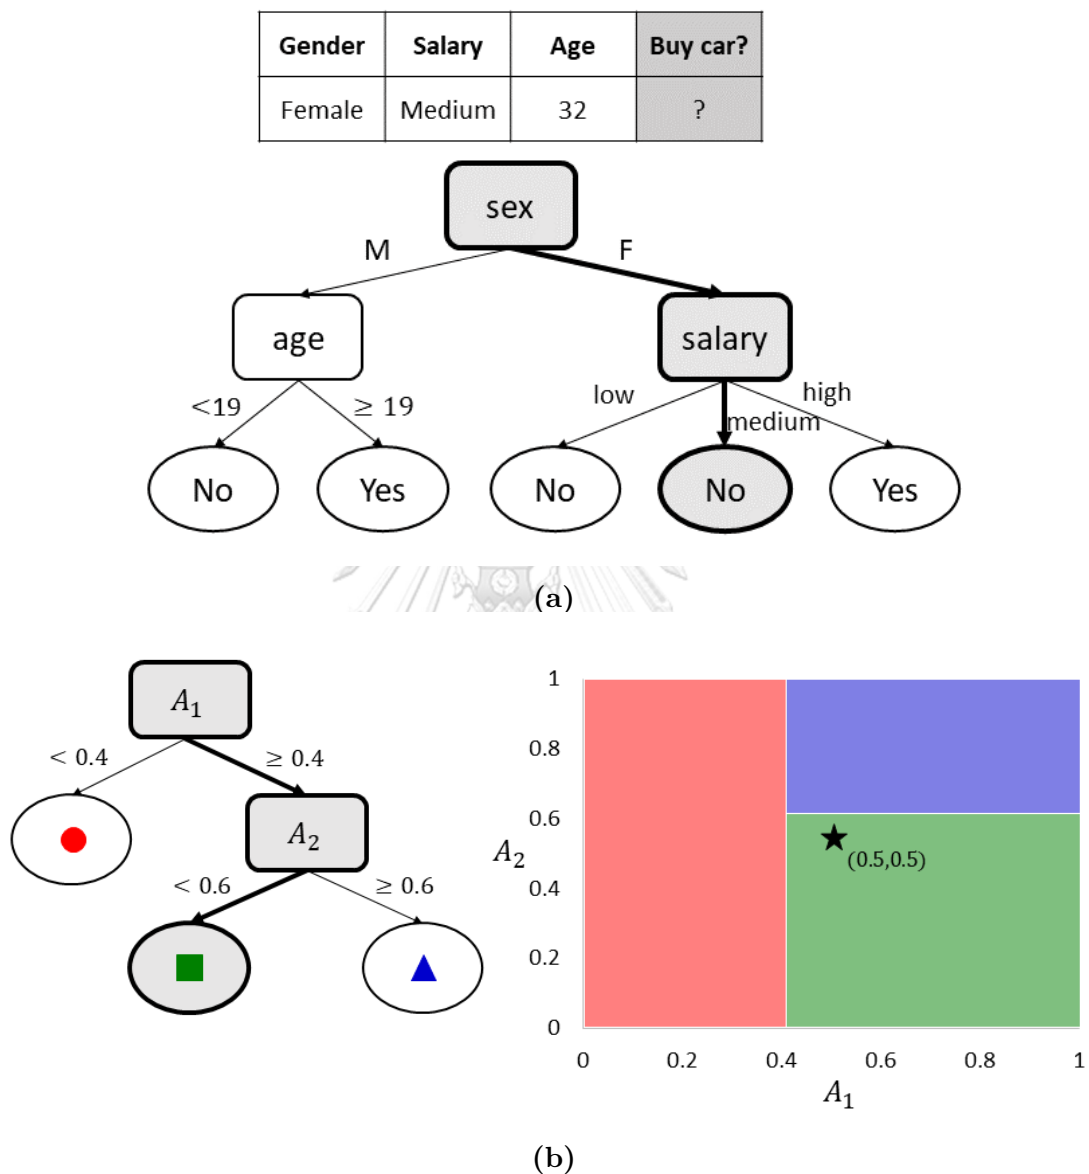 Gender Salary Age Buy car?
Female Medium 32 ?
sex
M F
age salary
<19 ≥ 19 low medium high
No Yes No No Yes
(a)
A₁
< 0.4 ≥ 0.4
A₂
< 0.6 ≥ 0.6
1
0.8
0.6
A₂
(0.5,0.5)
0.4
0.2
0
0 0.2 0.4 0.6 0.8 1
A₁
(b)